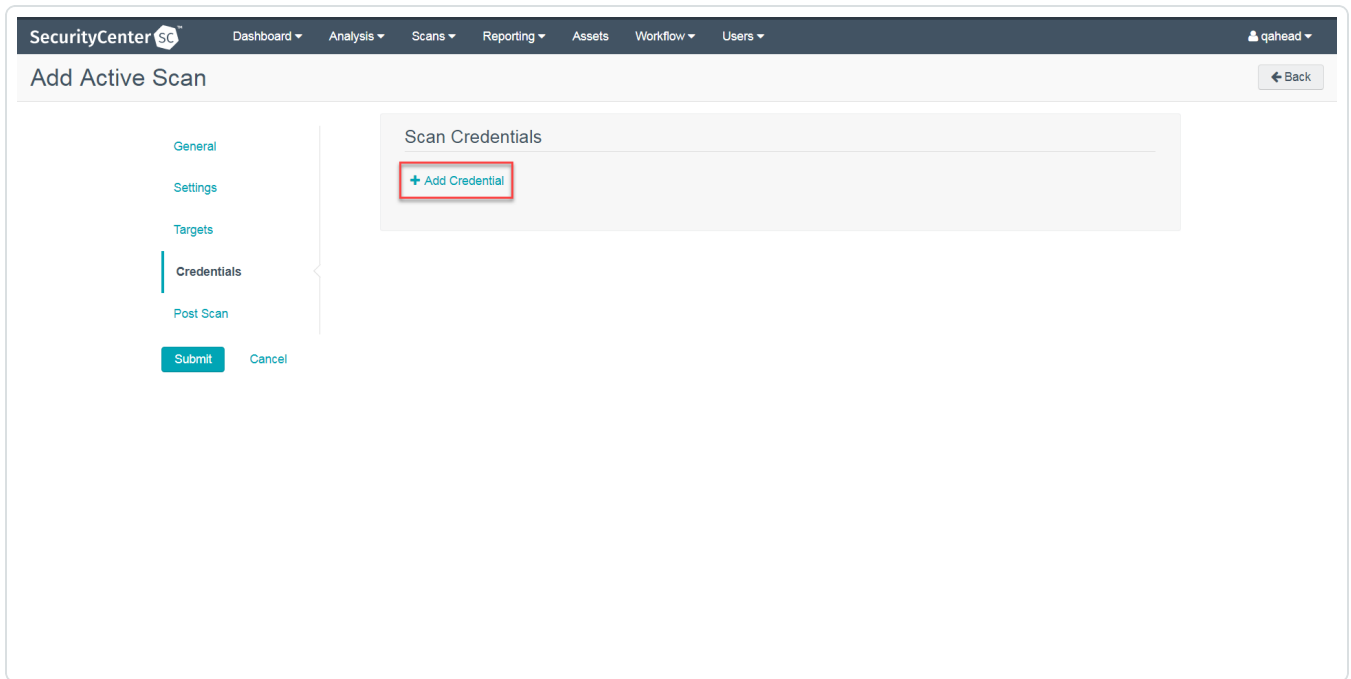 SecurityCenter SC™ Dashboard Analysis Scans Reporting Assets Workflow Users qahead
Add Active Scan Back
General
Settings
Targets
Credentials
Post Scan
Submit Cancel
Scan Credentials
+ Add Credential